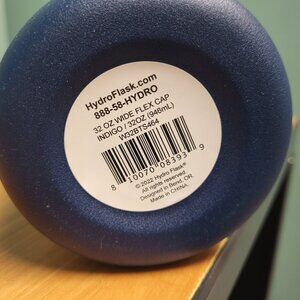 HydroFlask.com
888-58-HYDRO
32 OZ WIDE FLEX CAP
INDIGO / 32OZ (946mL)
W32BTS464
8 10070 08393 9
© 2022 Hydro Flask®
All rights reserved
Designed in Bend, OR,
Made in CHINA.